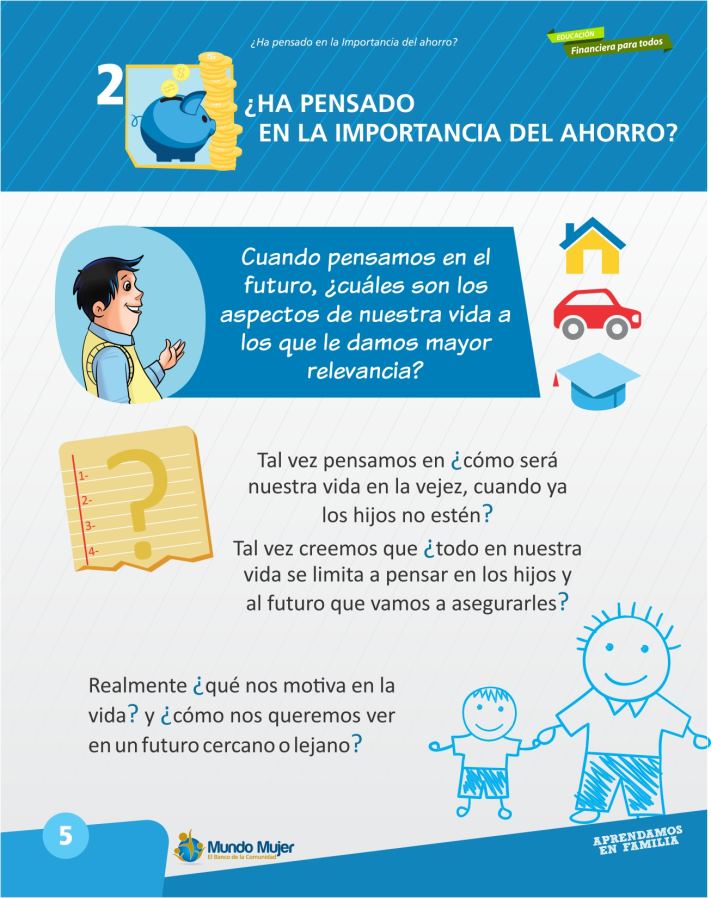 ¿Ha pensado en la Importancia del ahorro?
EDUCACIÓN
Financiera para todos
2
¿HA PENSADO
EN LA IMPORTANCIA DEL AHORRO?
Cuando pensamos en el
futuro, ¿cuáles son los
aspectos de nuestra vida a
los que le damos mayor
relevancia?
1-
2-
3-
4-
?
Tal vez pensamos en ¿cómo será
nuestra vida en la vejez, cuando ya
los hijos no estén?
Tal vez creemos que ¿todo en nuestra
vida se limita a pensar en los hijos y
al futuro que vamos a asegurarles?
Realmente ¿qué nos motiva en la
vida? y ¿cómo nos queremos ver
en un futuro cercano o lejano?
5
Mundo Mujer
El Banco de la Comunidad
APRENDAMOS
EN FAMILIA